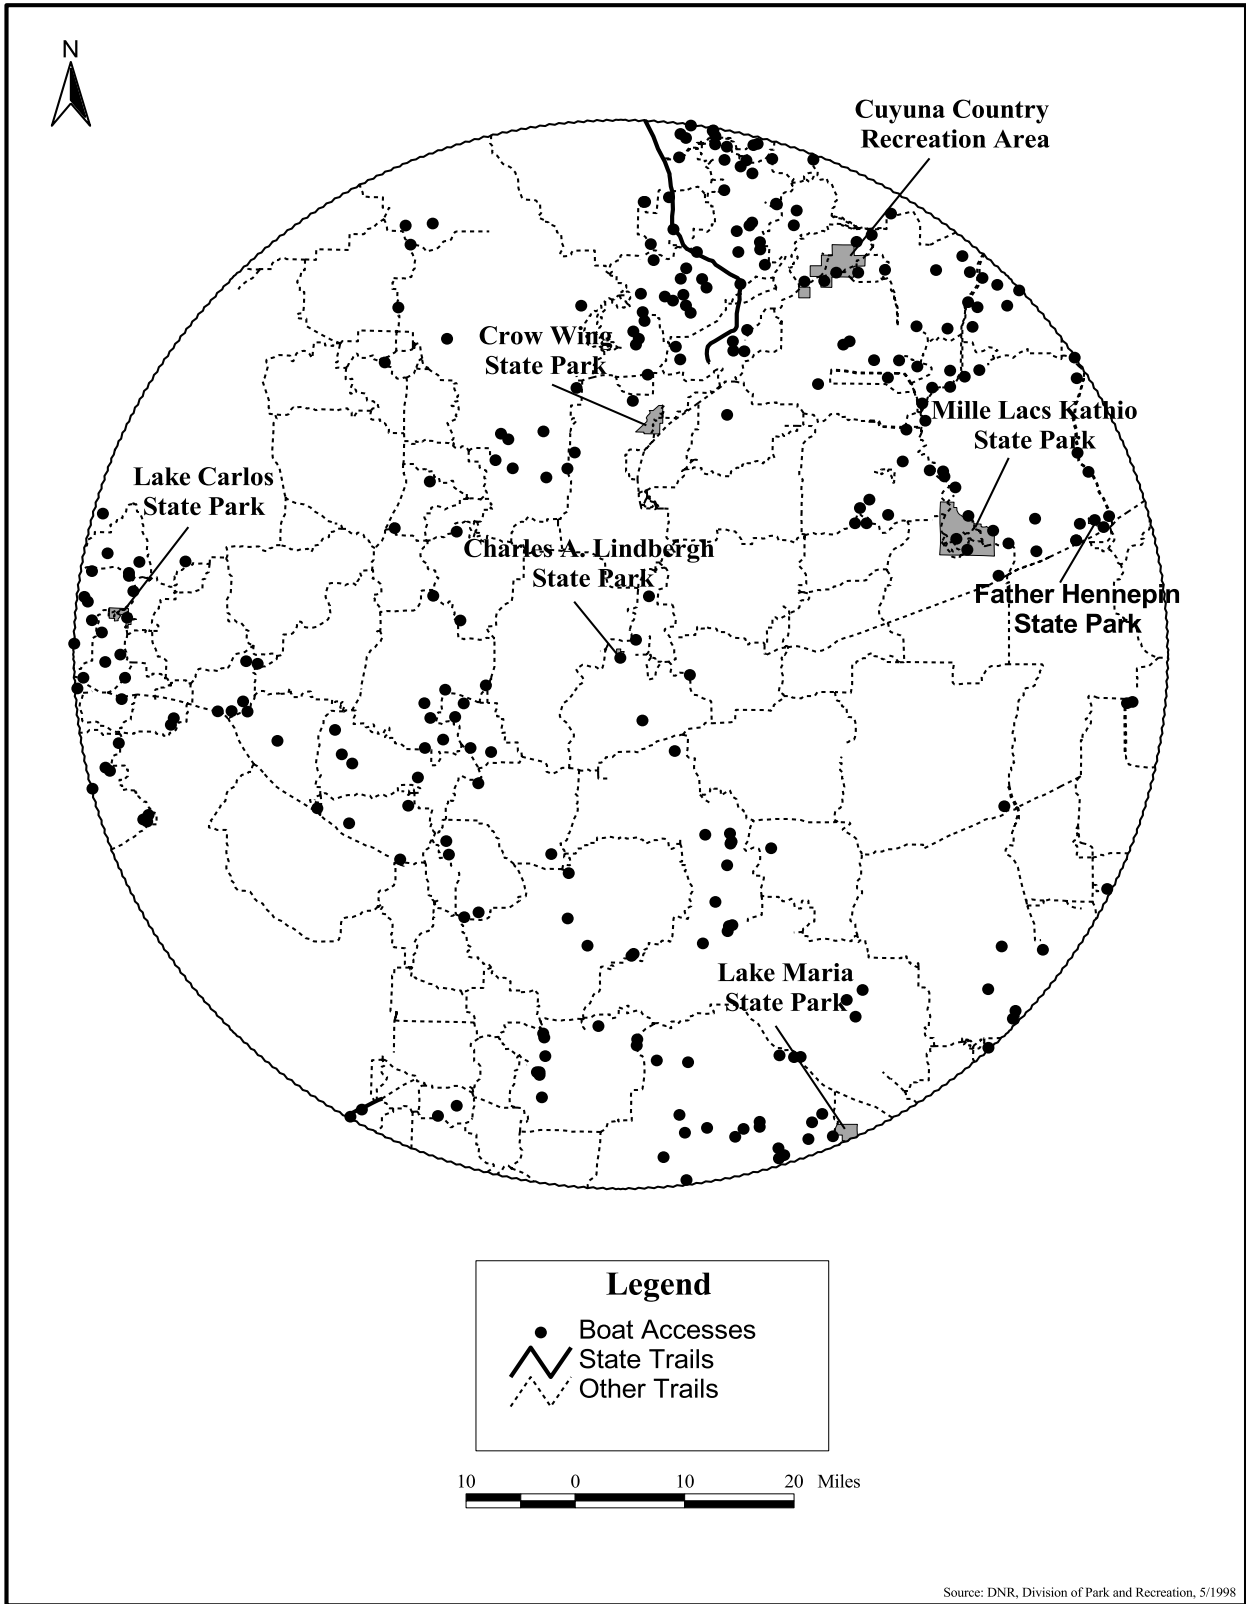 N
Cuyuna Country
Recreation Area
Crow Wing
State Park
Mille Lacs Kathio
State Park
Lake Carlos
State Park
Charles A. Lindbergh
State Park
Father Hennepin
State Park
Lake Maria
State Park
Legend
Boat Accesses
State Trails
Other Trails
10 0 10 20 Miles
Source: DNR, Division of Park and Recreation, 5/1998